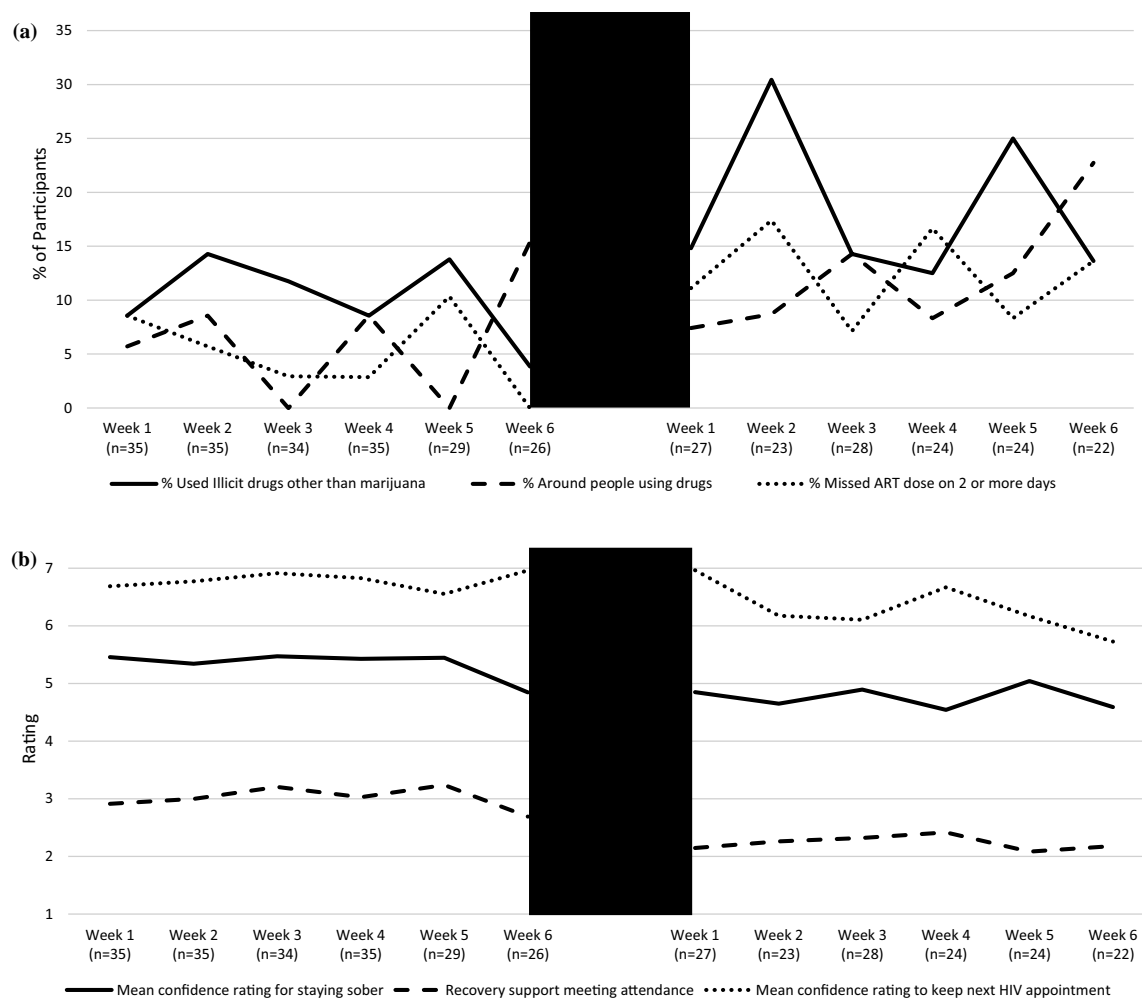 (a)
% of Participants
35
30
25
20
15
10
5
0
Week 1 Week 2 Week 3 Week 4 Week 5 Week 6 Week 1 Week 2 Week 3 Week 4 Week 5 Week 6
(n=35) (n=35) (n=34) (n=35) (n=29) (n=26) (n=27) (n=23) (n=28) (n=24) (n=24) (n=22)
% Used Illicit drugs other than marijuana % Around people using drugs % Missed ART dose on 2 or more days
(b)
Rating
7
6
5
4
3
2
1
Week 1 Week 2 Week 3 Week 4 Week 5 Week 6 Week 1 Week 2 Week 3 Week 4 Week 5 Week 6
(n=35) (n=35) (n=34) (n=35) (n=29) (n=26) (n=27) (n=23) (n=28) (n=24) (n=24) (n=22)
Mean confidence rating for staying sober Recovery support meeting attendance Mean confidence rating to keep next HIV appointment